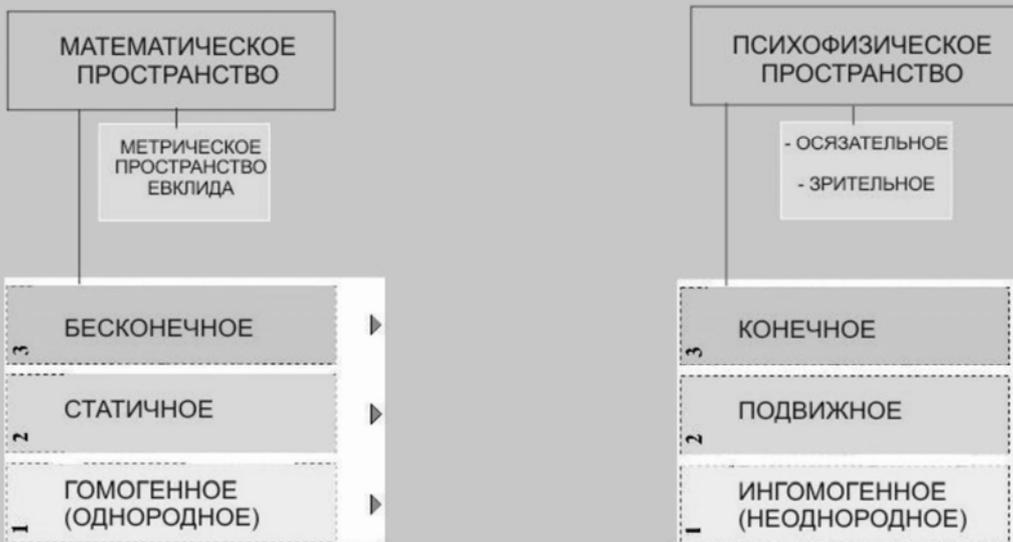 МАТЕМАТИЧЕСКОЕ
ПРОСТРАНСТВО
МЕТРИЧЕСКОЕ
ПРОСТРАНСТВО
ЕВКЛИДА
3
БЕСКОНЕЧНОЕ
2
СТАТИЧНОЕ
1
ГОМОГЕННОЕ
(ОДНОРОДНОЕ)
ПСИХОФИЗИЧЕСКОЕ
ПРОСТРАНСТВО
- ОСЯЗАТЕЛЬНОЕ
- ЗРИТЕЛЬНОЕ
3
КОНЕЧНОЕ
2
ПОДВИЖНОЕ
1
ИНГОМОГЕННОЕ
(НЕОДНОРОДНОЕ)